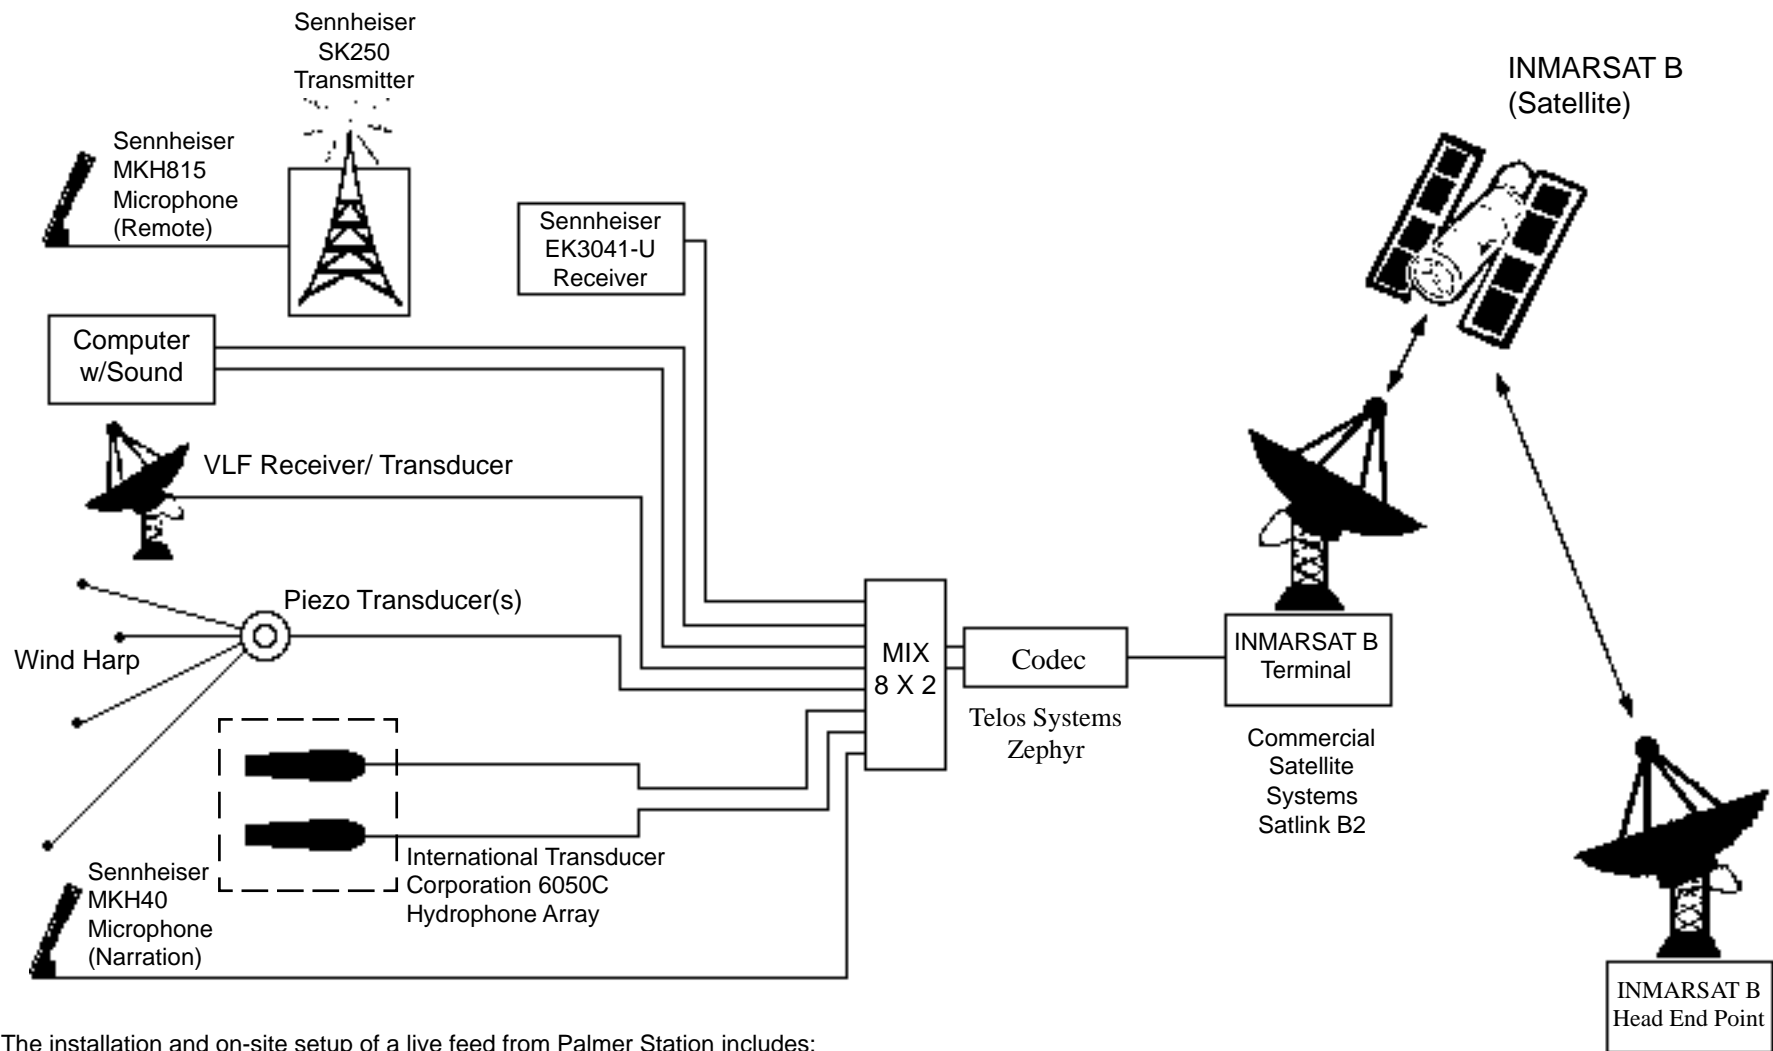 Sennheiser
SK250
Transmitter
INMARSAT B
(Satellite)
Sennheiser
MKH815
Microphone
(Remote)
Sennheiser
EK3041-U
Receiver
Computer
w/Sound
VLF Receiver/ Transducer
Piezo Transducer(s)
Wind Harp
MIX
8 X 2
Codec
Telos Systems
Zephyr
INMARSAT B
Terminal
Commercial
Satellite
Systems
Satlink B2
International Transducer
Corporation 6050C
Hydrophone Array
Sennheiser
MKH40
Microphone
(Narration)
INMARSAT B
Head End Point
The installation and on-site setup of a live feed from Palmer Station includes: